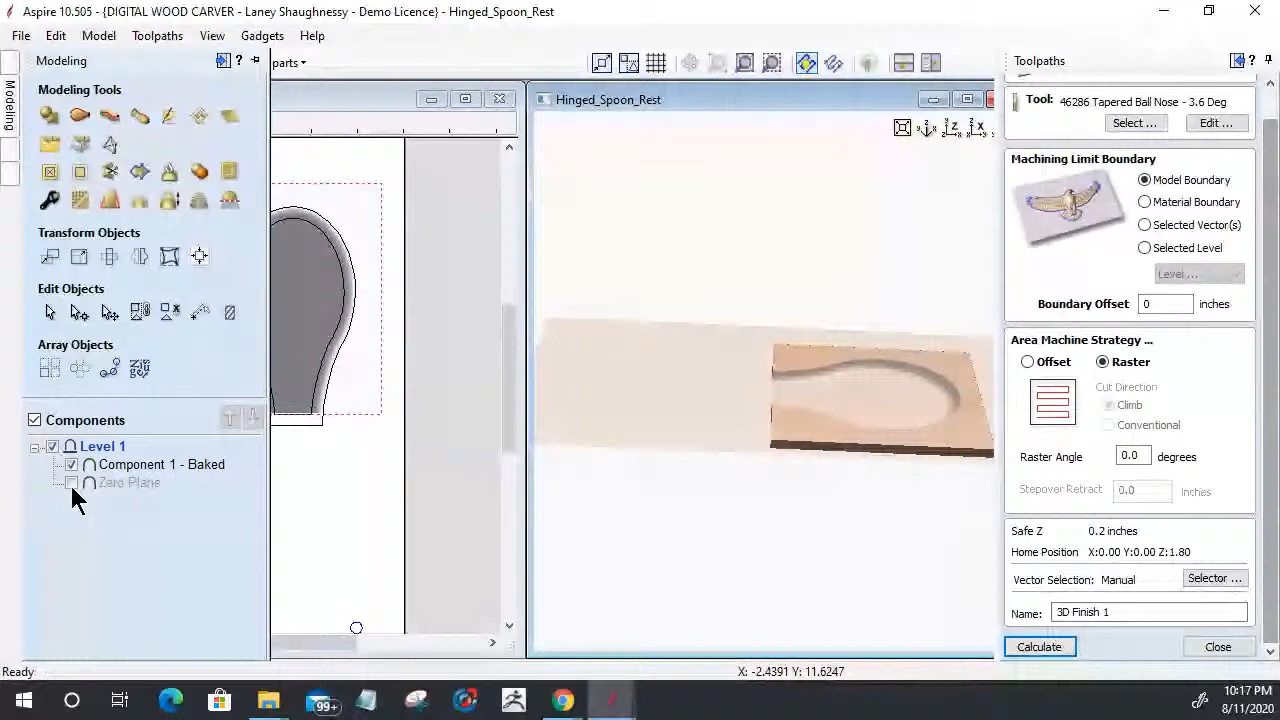 Aspire 10.505 - {DIGITAL WOOD CARVER - Laney Shaughnessy - Demo Licence} - Hinged_Spoon_Rest
File Edit Model Toolpaths View Gadgets Help
Modeling ?
parts
Toolpaths ?
Modeling
Modeling Tools
Transform Objects
Edit Objects
Array Objects
Components
Level 1
Component 1 - Baked
Zero Plane
Hinged_Spoon_Rest
Tool: 46286 Tapered Ball Nose - 3.6 Deg
Select ... Edit ...
Machining Limit Boundary
Model Boundary
Material Boundary
Selected Vector(s)
Selected Level
Level ...
Boundary Offset 0 inches
Area Machine Strategy ...
Offset Raster
Cut Direction
Climb
Conventional
Raster Angle 0.0 degrees
Stepover Retract 0.0 Inches
Safe Z 0.2 inches
Home Position X:0.00 Y:0.00 Z:1.80
Vector Selection: Manual Selector ...
Name: 3D Finish 1
Calculate Close
Ready
X: -2.4391 Y: 11.6247
99+
10:17 PM
8/11/2020